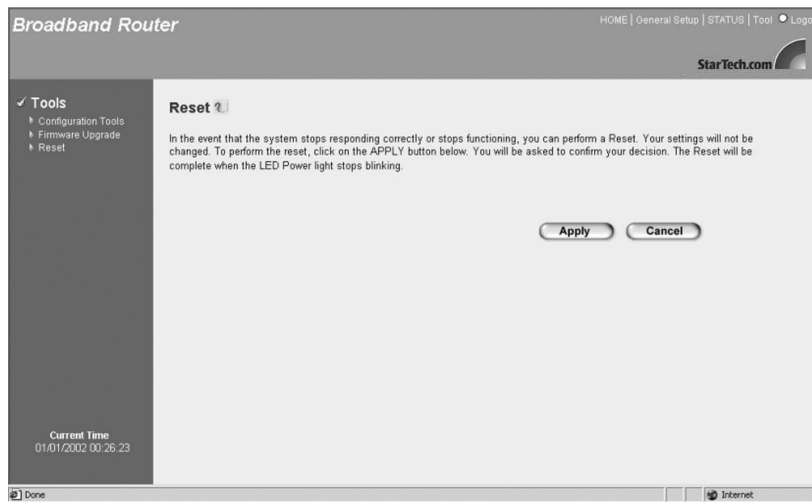 Broadband Router
HOME | General Setup | STATUS | Tool
StarTech.com
Tools
Configuration Tools
Firmware Upgrade
Reset
Current Time
01/01/2002 00:26:23
Reset
In the event that the system stops responding correctly or stops functioning, you can perform a Reset. Your settings will not be
changed. To perform the reset, click on the APPLY button below. You will be asked to confirm your decision. The Reset will be
complete when the LED Power light stops blinking.
Apply Cancel
Done Internet